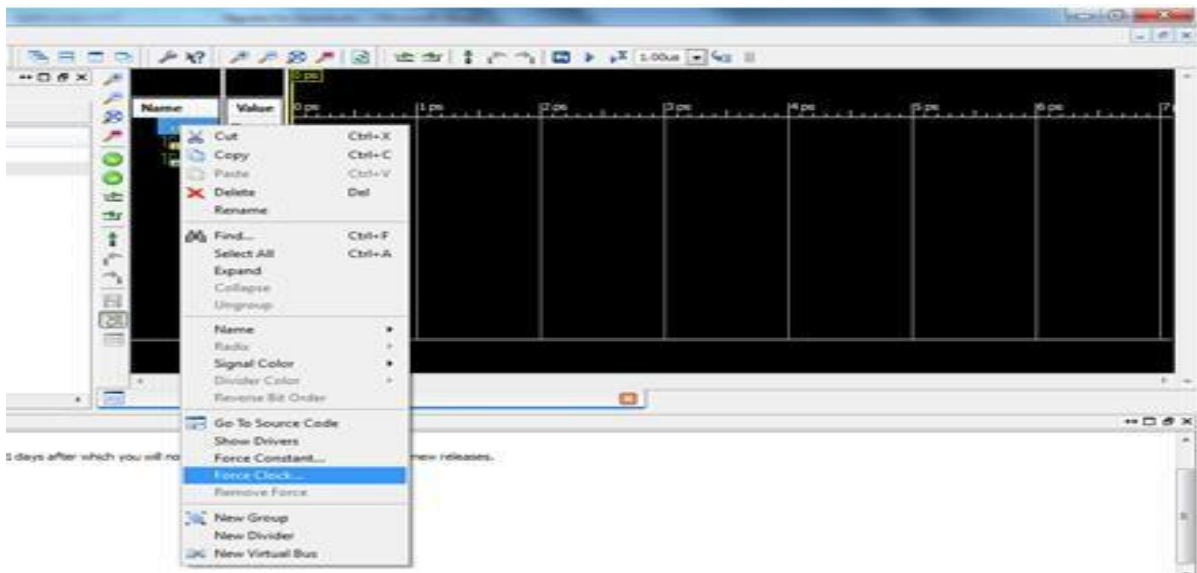 1.00us
0 ps
Name Value 0 ps 1 ps 2 ps 3 ps 4 ps 5 ps 6 ps 7
Cut Ctrl+X
Copy Ctrl+C
Paste Ctrl+V
Delete Del
Rename
Find... Ctrl+F
Select All Ctrl+A
Expand
Collapse
Ungroup
Name
Radix
Signal Color
Divider Color
Reverse Bit Order
Go To Source Code
Show Drivers
days after which you will no
Force Constant...
new releases.
Force Clock...
Remove Force
New Group
New Divider
New Virtual Bus